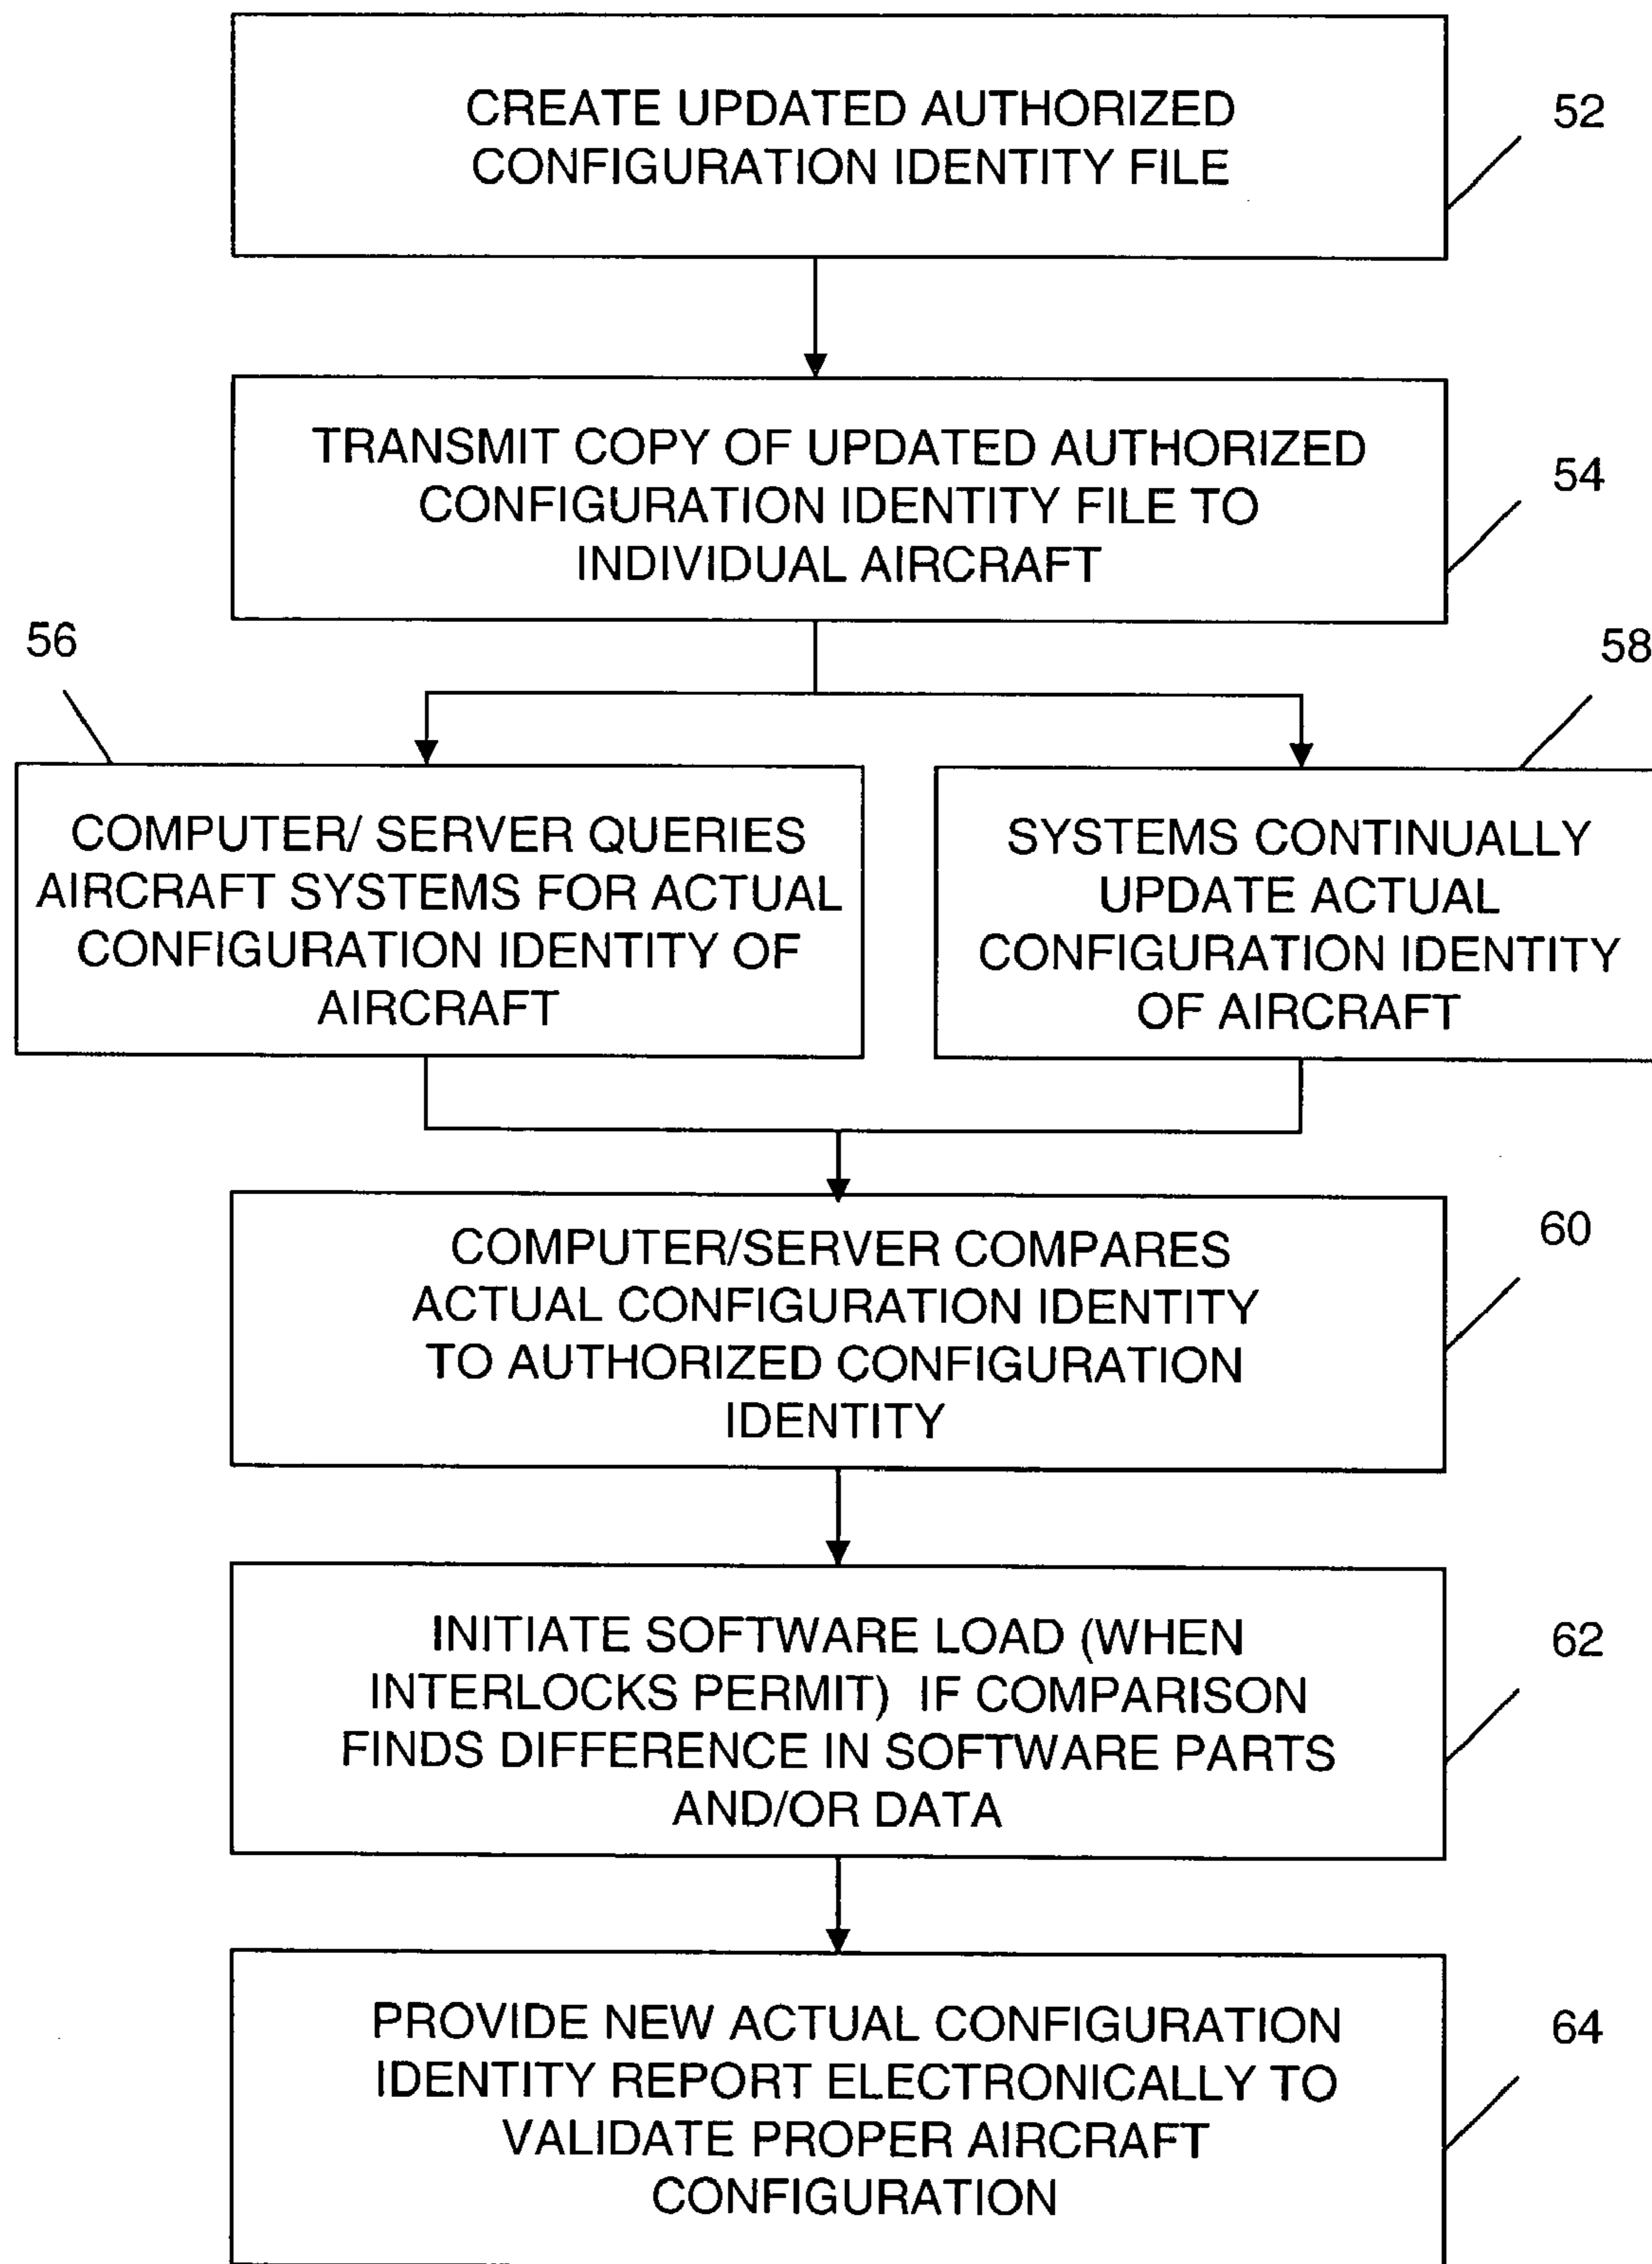 CREATE UPDATED AUTHORIZED
CONFIGURATION IDENTITY FILE
52
TRANSMIT COPY OF UPDATED AUTHORIZED
CONFIGURATION IDENTITY FILE TO
INDIVIDUAL AIRCRAFT
54
56
58
COMPUTER/ SERVER QUERIES
AIRCRAFT SYSTEMS FOR ACTUAL
CONFIGURATION IDENTITY OF
AIRCRAFT
SYSTEMS CONTINUALLY
UPDATE ACTUAL
CONFIGURATION IDENTITY
OF AIRCRAFT
COMPUTER/SERVER COMPARES
ACTUAL CONFIGURATION IDENTITY
TO AUTHORIZED CONFIGURATION
IDENTITY
60
INITIATE SOFTWARE LOAD (WHEN
INTERLOCKS PERMIT) IF COMPARISON
FINDS DIFFERENCE IN SOFTWARE PARTS
AND/OR DATA
62
PROVIDE NEW ACTUAL CONFIGURATION
IDENTITY REPORT ELECTRONICALLY TO
VALIDATE PROPER AIRCRAFT
CONFIGURATION
64